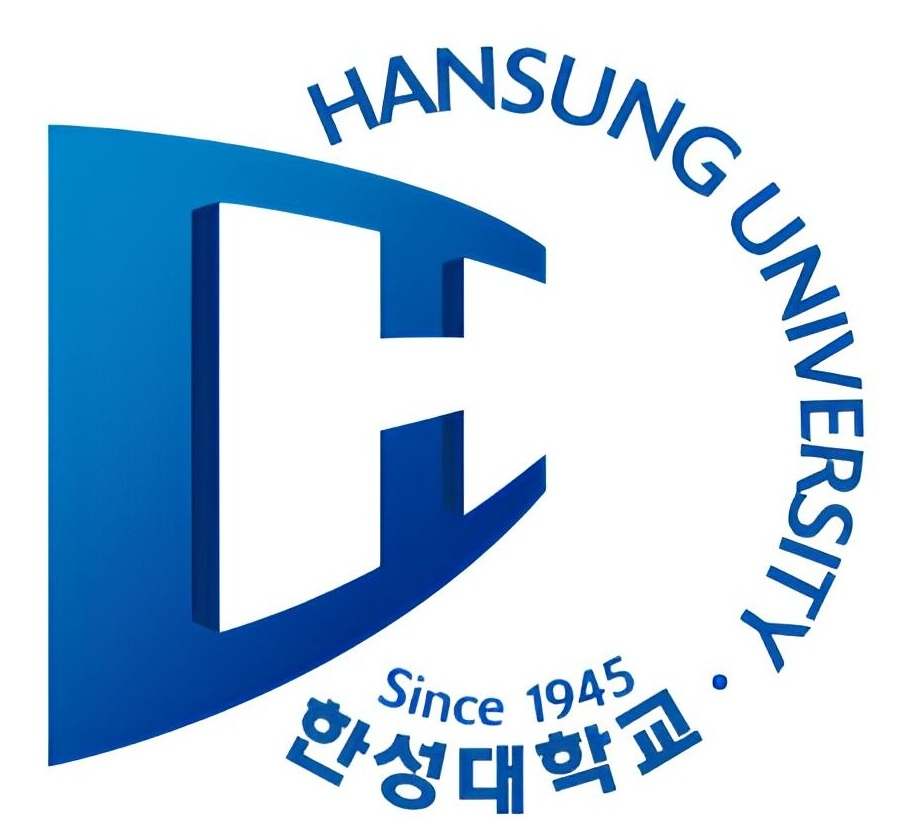 HANSUNG UNIVERSITY ·
Since 1945
한성대학교